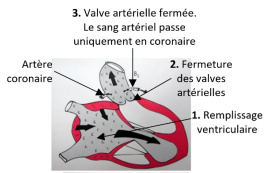 3. Valve artérielle fermée.
Le sang artériel passe
uniquement en coronaire
Artère
coronaire
B₂
2. Fermeture
des valves
artérielles
1. Remplissage
ventriculaire